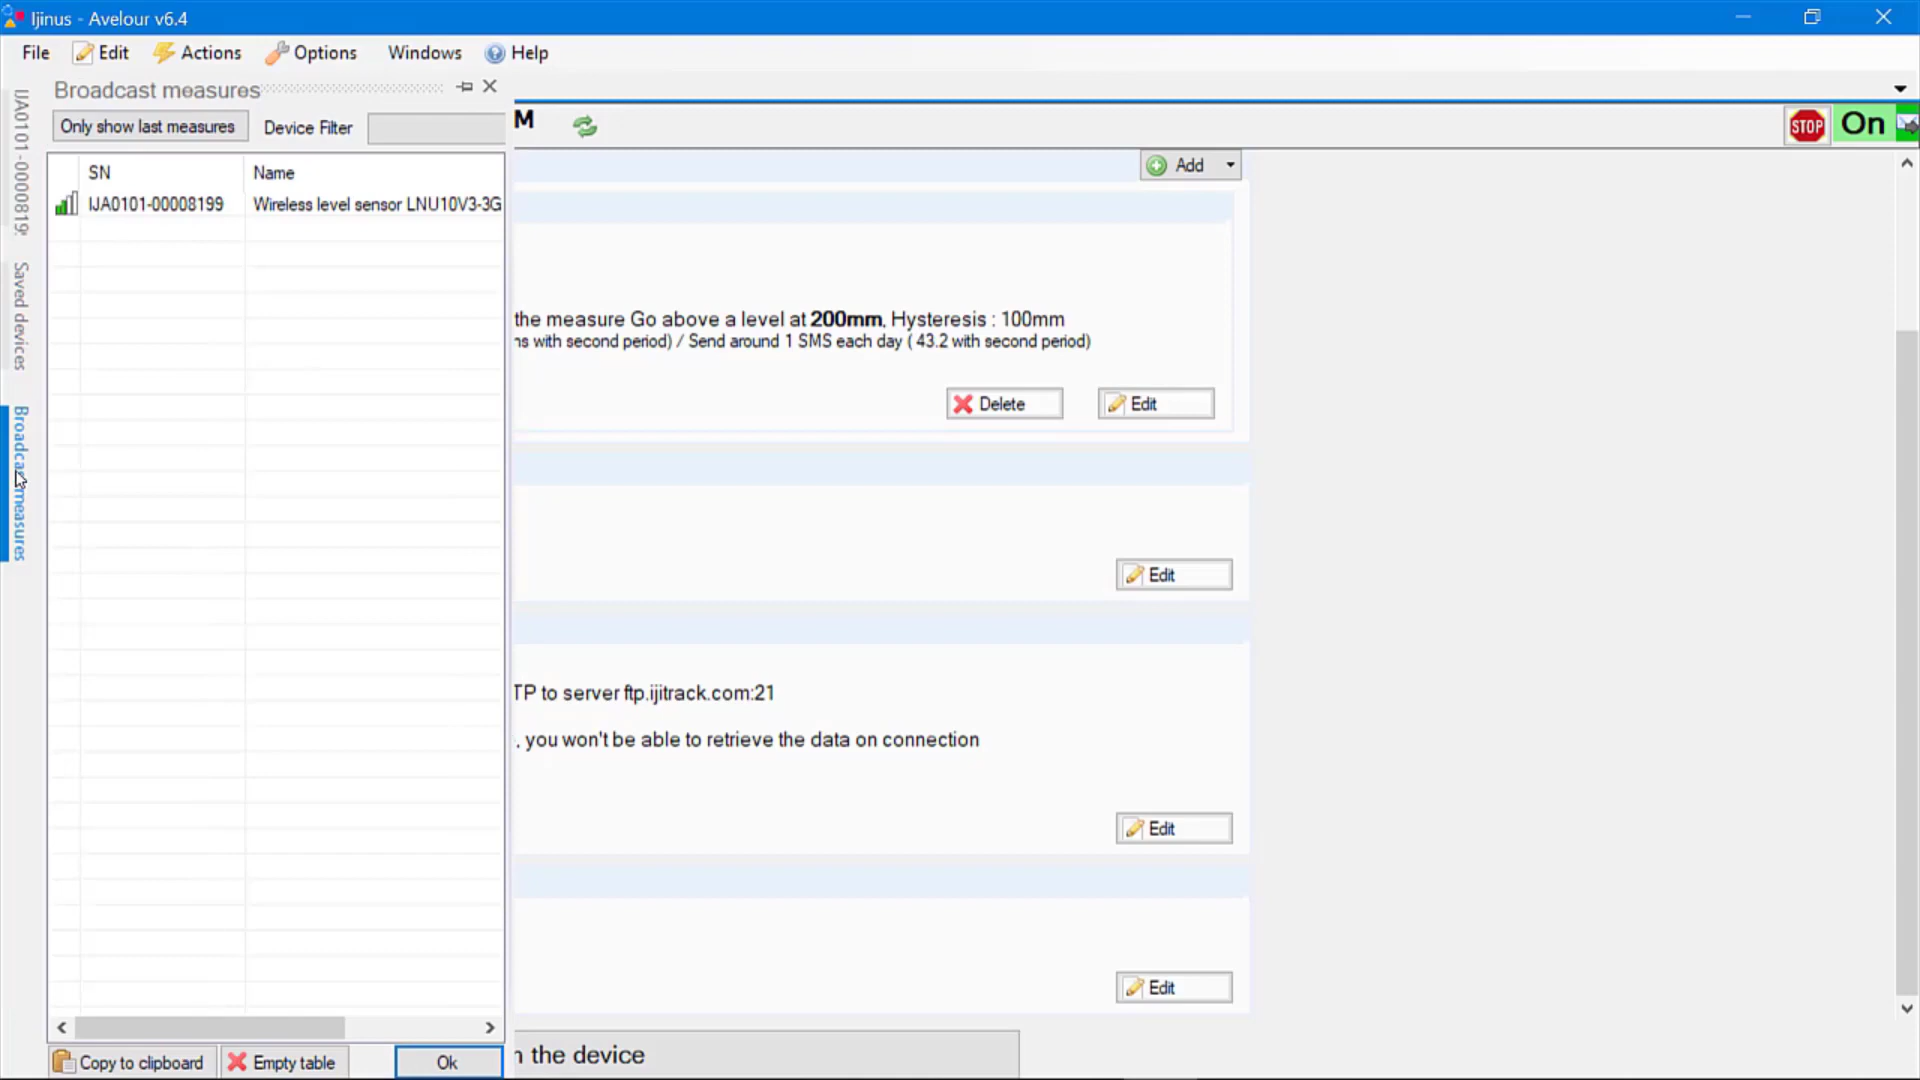 Ijinus - Avelour v6.4
File Edit Actions Options Windows Help
Broadcast measures
Only show last measures Device Filter
SN Name
IJA0101-00008199 Wireless level sensor LNU10V3-3G
IJA0101-0000819
Saved devices
Broadcast measures
M
STOP On
Add
the measure Go above a level at 200mm, Hysteresis : 100mm
s with second period) / Send around 1 SMS each day ( 43.2 with second period)
Delete Edit
Edit
TP to server ftp.ijitrack.com:21
, you won't be able to retrieve the data on connection
Edit
Edit
Copy to clipboard Empty table Ok
the device